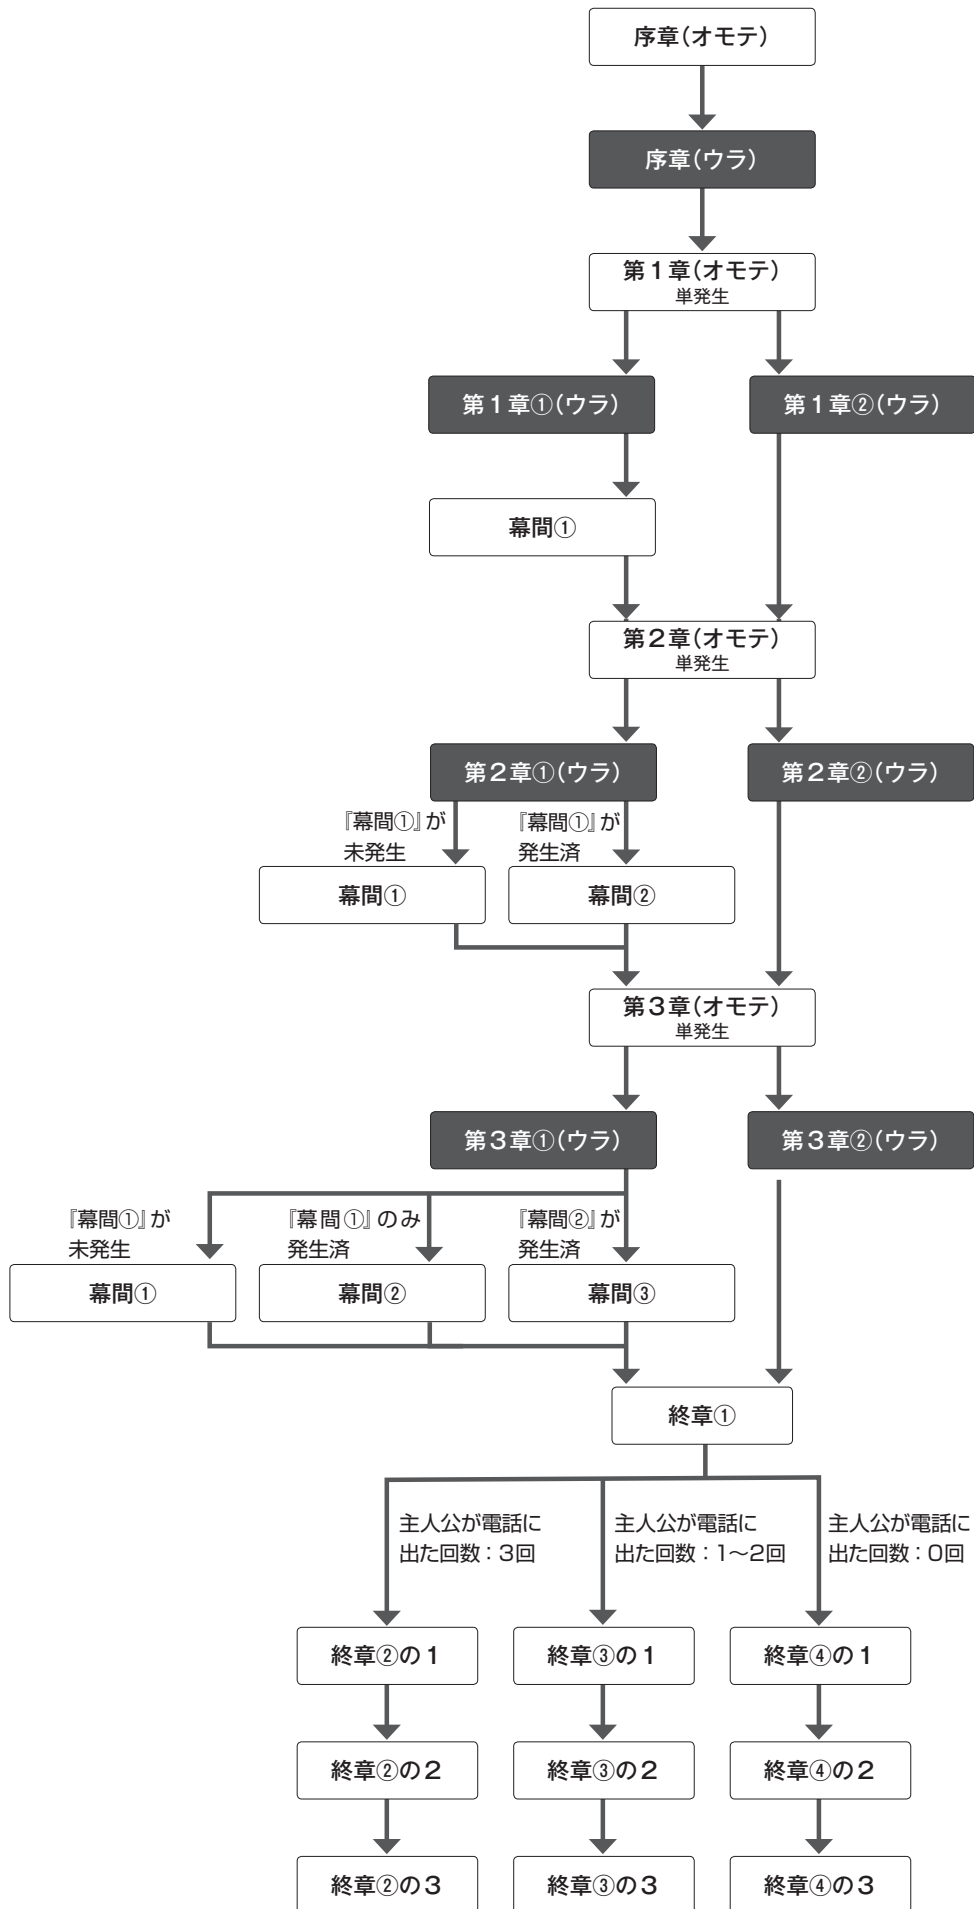 序章（オモテ）
序章（ウラ）
第１章（オモテ）
単発生
第１章①（ウラ）
第１章②（ウラ）
幕間①
第２章（オモテ）
単発生
第２章①（ウラ）
第２章②（ウラ）
『幕間①』が
未発生
『幕間①』が
発生済
幕間①
幕間②
第３章（オモテ）
単発生
第３章①（ウラ）
第３章②（ウラ）
『幕間①』が
未発生
『幕間①』のみ
発生済
『幕間②』が
発生済
幕間①
幕間②
幕間③
終章①
主人公が電話に
出た回数：３回
主人公が電話に
出た回数：１〜２回
主人公が電話に
出た回数：０回
終章②の１
終章③の１
終章④の１
終章②の２
終章③の２
終章④の２
終章②の３
終章③の３
終章④の３